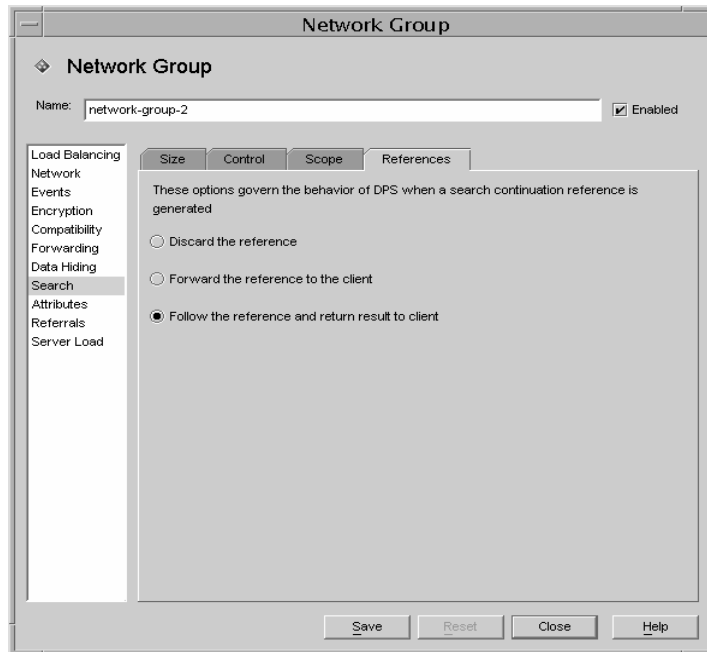 Network Group
Network Group
Name: network-group-2 Enabled
Load Balancing
Network
Events
Encryption
Compatibility
Forwarding
Data Hiding
Search
Attributes
Referrals
Server Load
Size Control Scope References
These options govern the behavior of DPS when a search continuation reference is
generated
Discard the reference
Forward the reference to the client
Follow the reference and return result to client
Save Reset Close Help